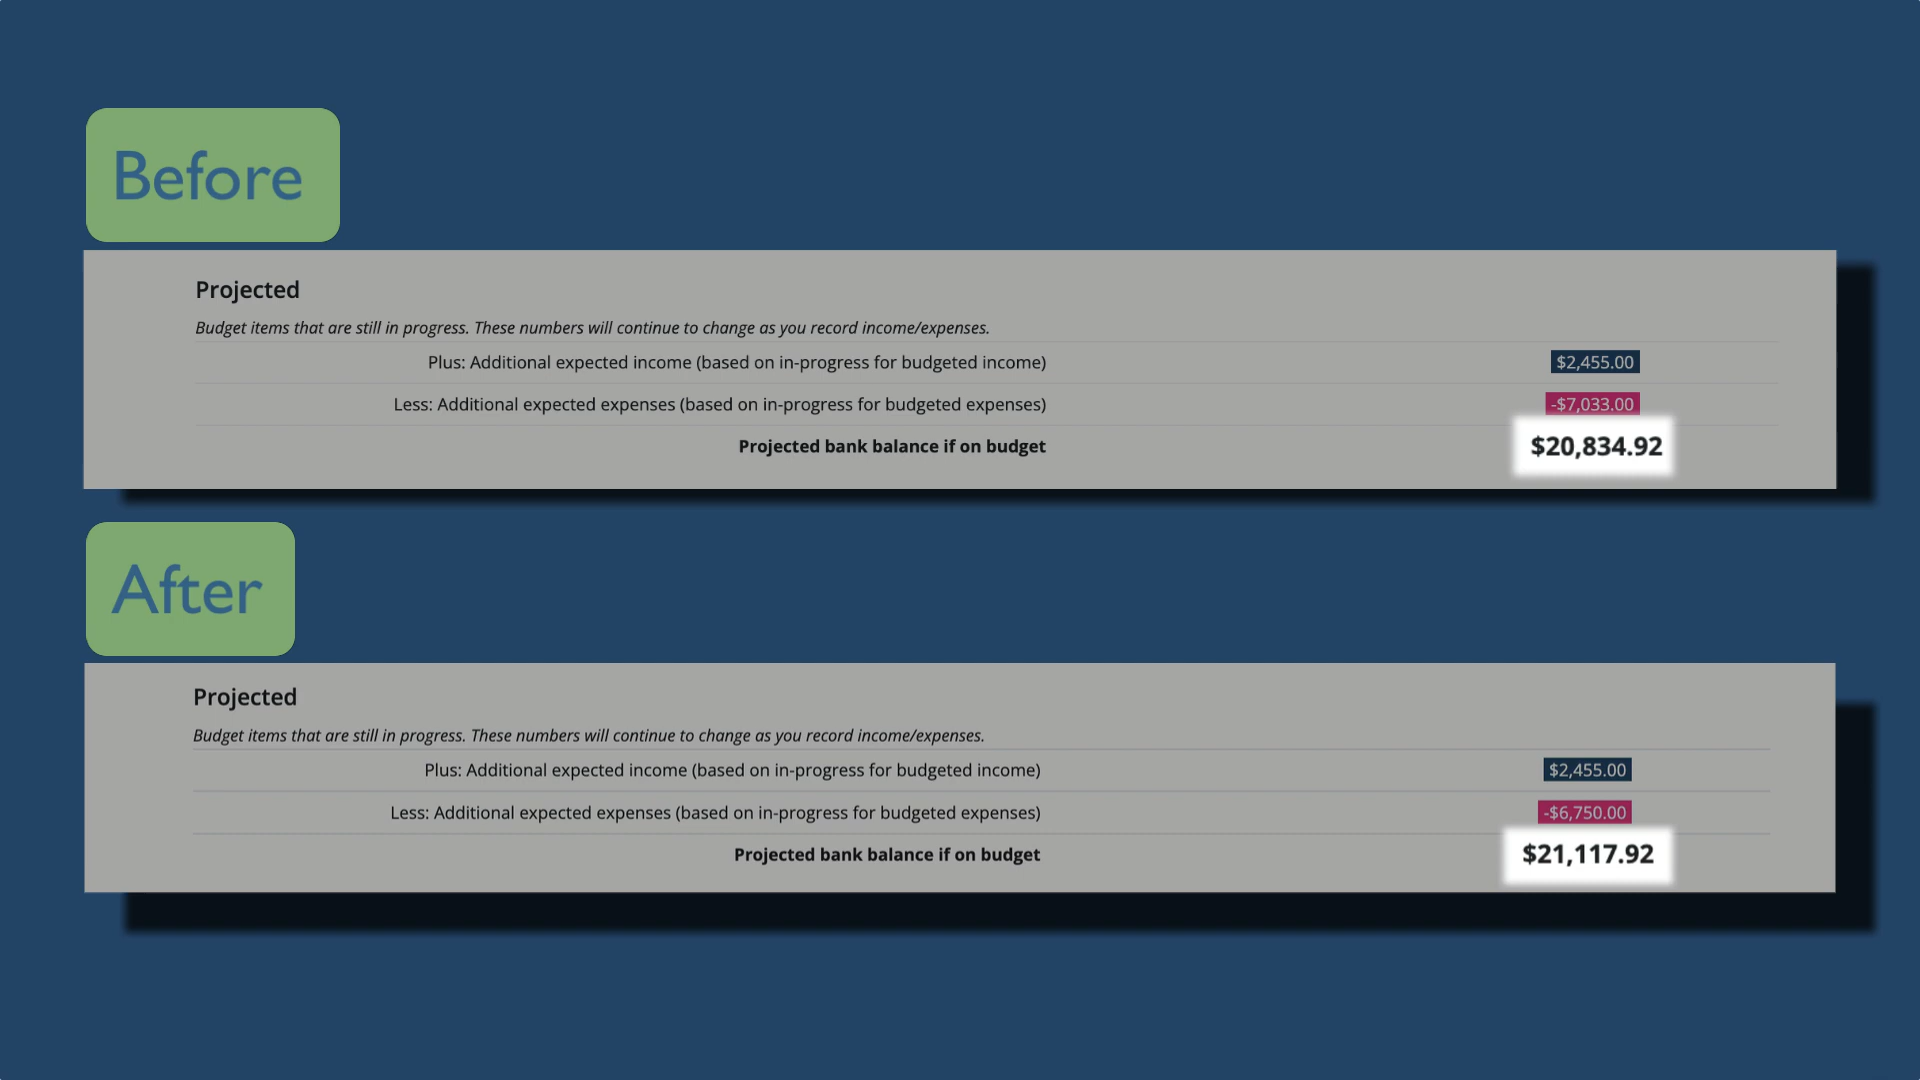 Before
Projected
Budget items that are still in progress. These numbers will continue to change as you record income/expenses.
Plus: Additional expected income (based on in-progress for budgeted income) $2,455.00
Less: Additional expected expenses (based on in-progress for budgeted expenses) -$7,033.00
Projected bank balance if on budget $20,834.92
After
Projected
Budget items that are still in progress. These numbers will continue to change as you record income/expenses.
Plus: Additional expected income (based on in-progress for budgeted income) $2,455.00
Less: Additional expected expenses (based on in-progress for budgeted expenses) -$6,750.00
Projected bank balance if on budget $21,117.92